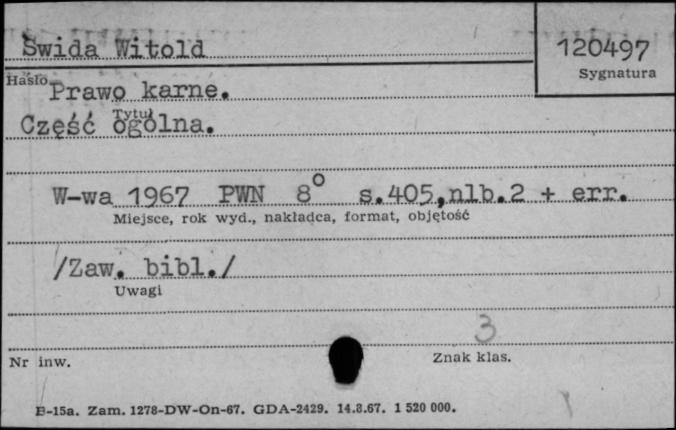 Świda Witold
120497
Sygnatura
Hasło
Prawo karne.
Tytuł
Część ogólna.
W-wa 1967 PWN 8° s.405,nlb.2 + err.
Miejsce, rok wyd., nakładca, format, objętość
/Zaw. bibl./
Uwagi
3
Nr inw.
Znak klas.
B-15a. Zam. 1278-DW-On-67. GDA-2429. 14.8.67. 1 520 000.